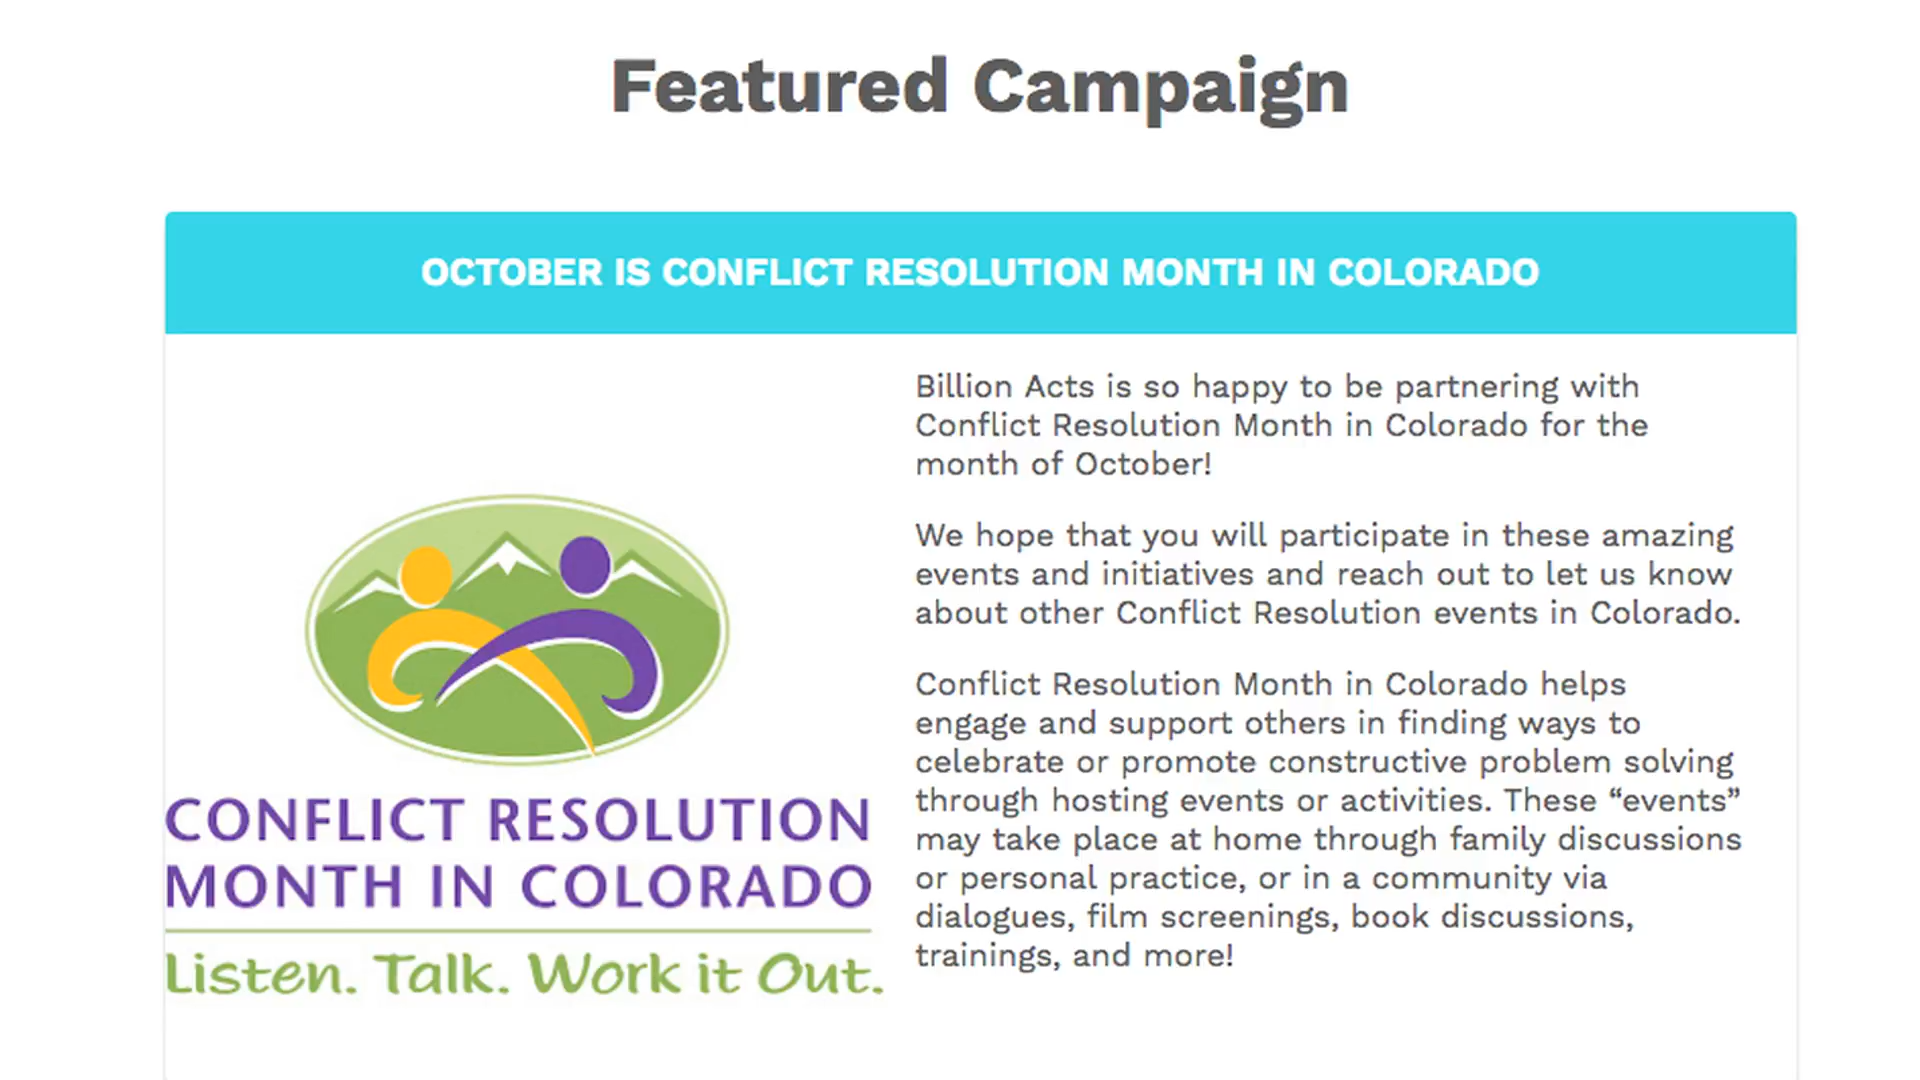 Featured Campaign
OCTOBER IS CONFLICT RESOLUTION MONTH IN COLORADO
CONFLICT RESOLUTION
MONTH IN COLORADO
Listen. Talk. Work it Out.
Billion Acts is so happy to be partnering with
Conflict Resolution Month in Colorado for the
month of October!
We hope that you will participate in these amazing
events and initiatives and reach out to let us know
about other Conflict Resolution events in Colorado.
Conflict Resolution Month in Colorado helps
engage and support others in finding ways to
celebrate or promote constructive problem solving
through hosting events or activities. These “events”
may take place at home through family discussions
or personal practice, or in a community via
dialogues, film screenings, book discussions,
trainings, and more!